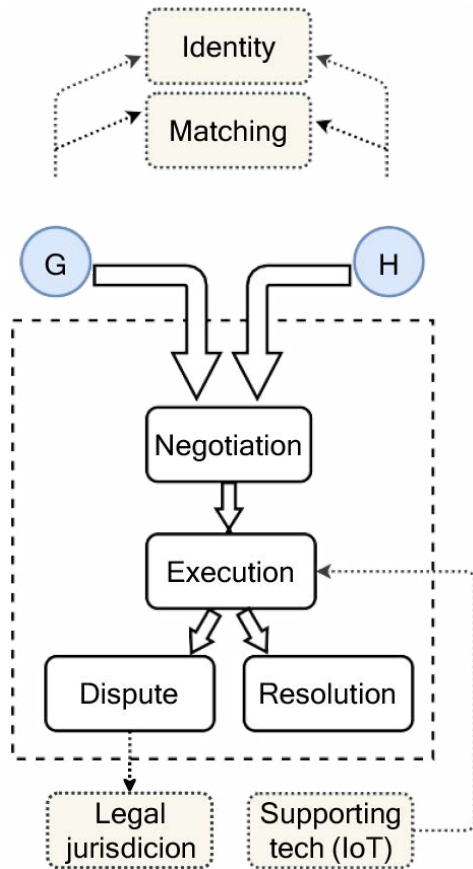 Identity
Matching
G
H
Negotiation
Execution
Dispute
Resolution
Legal
jurisdicion
Supporting
tech (IoT)